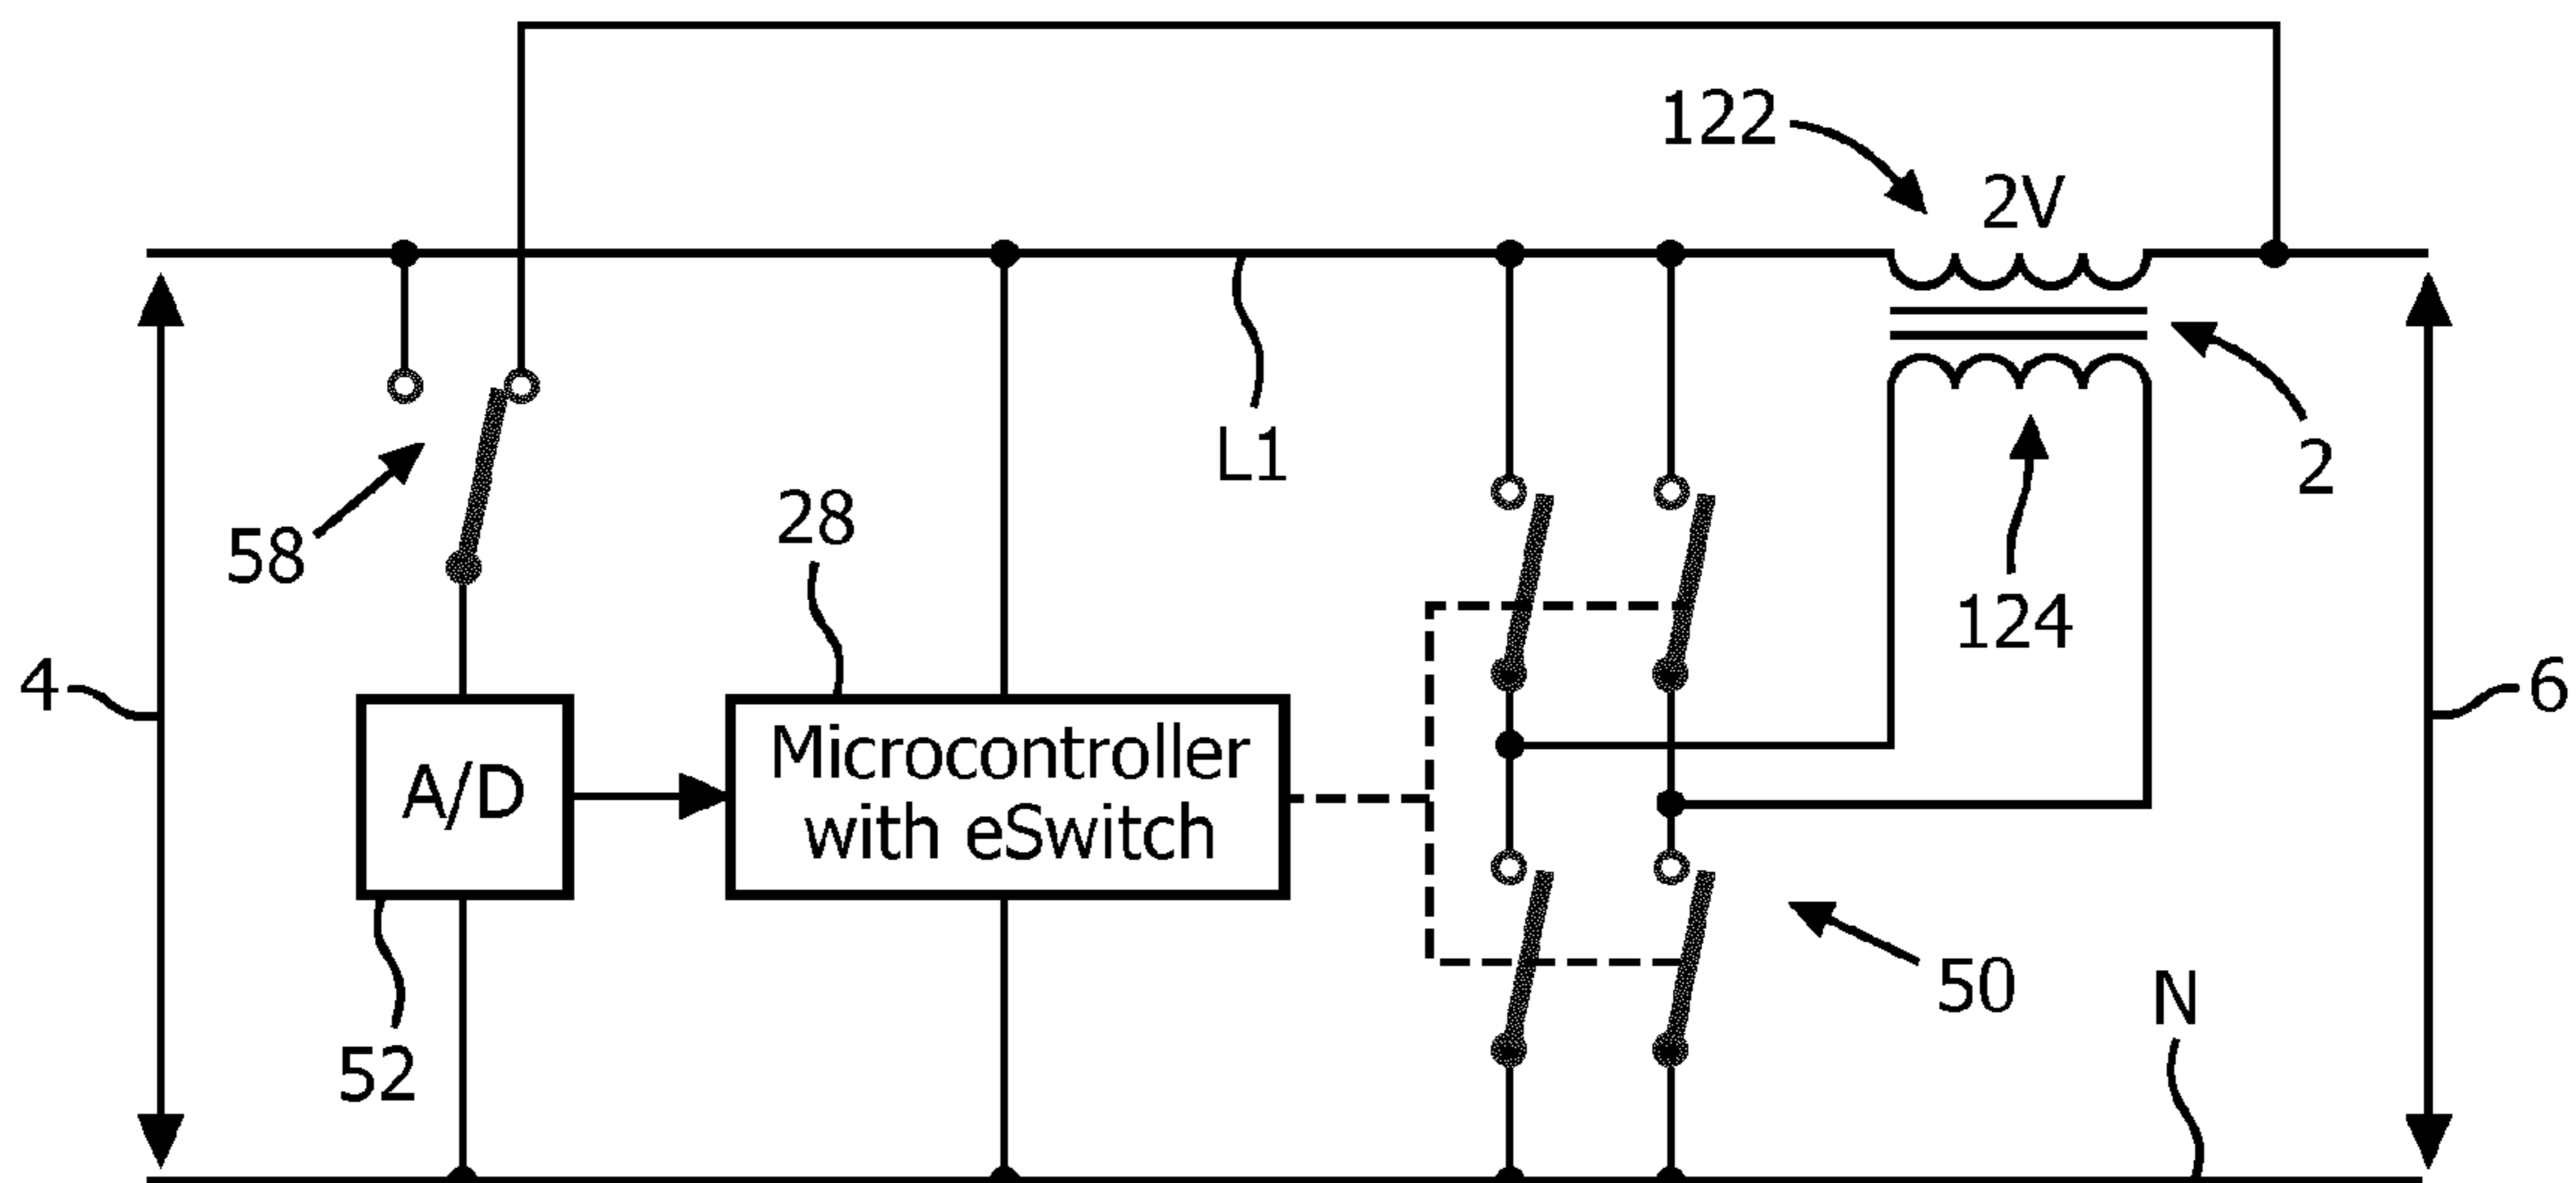 122
2V
L1
2
58
28
124
4
6
Microcontroller
with eSwitch
A/D
50
N
52